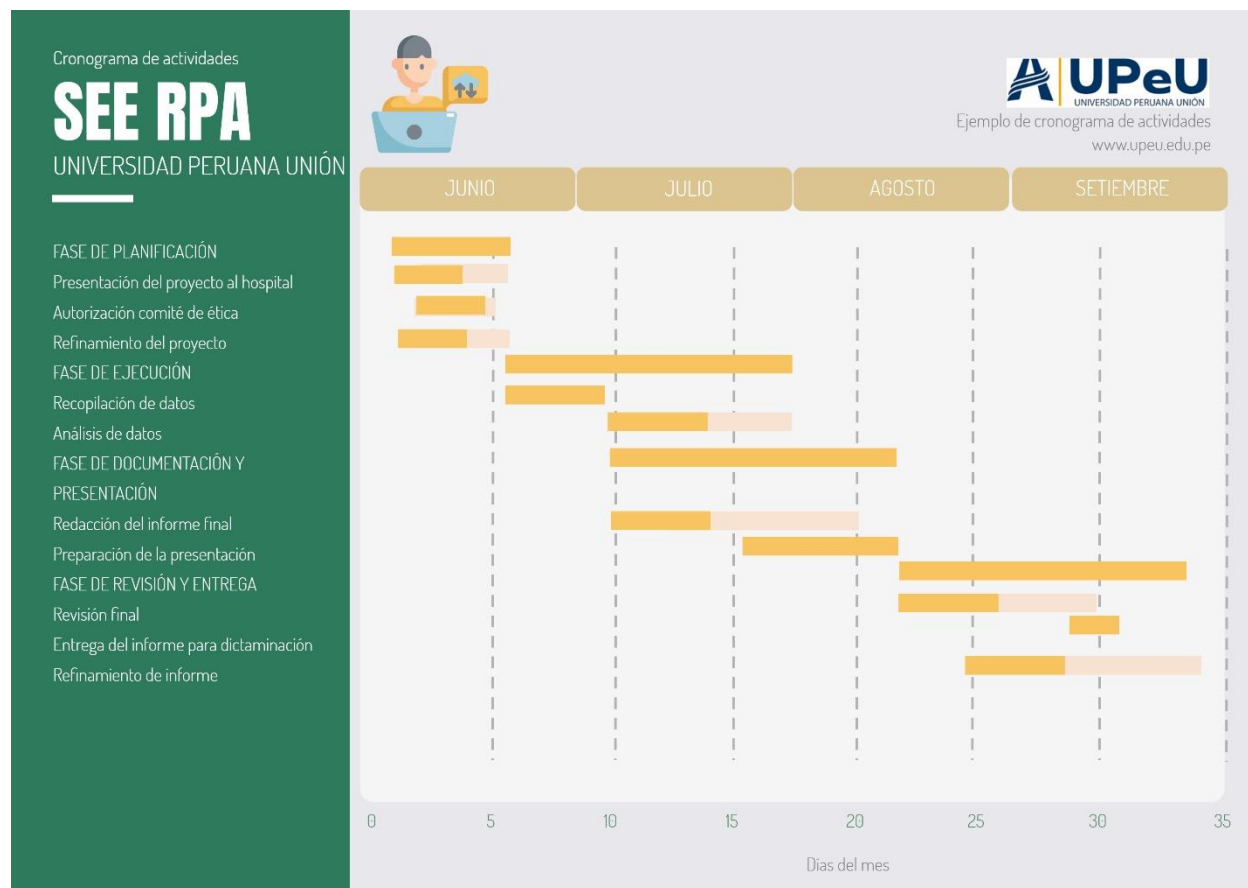 Cronograma de actividades
SEE RPA
UNIVERSIDAD PERUANA UNIÓN
UPeU
UNIVERSIDAD PERUANA UNIÓN
Ejemplo de cronograma de actividades
www.upeu.edu.pe
JUNIO
JULIO
AGOSTO
SETIEMBRE
FASE DE PLANIFICACIÓN
Presentación del proyecto al hospital
Autorización comité de ética
Refinamiento del proyecto
FASE DE EJECUCIÓN
Recopilación de datos
Análisis de datos
FASE DE DOCUMENTACIÓN Y
PRESENTACIÓN
Redacción del informe final
Preparación de la presentación
FASE DE REVISIÓN Y ENTREGA
Revisión final
Entrega del informe para dictaminación
Refinamiento de informe
0 5 10 15 20 25 30 35
Días del mes